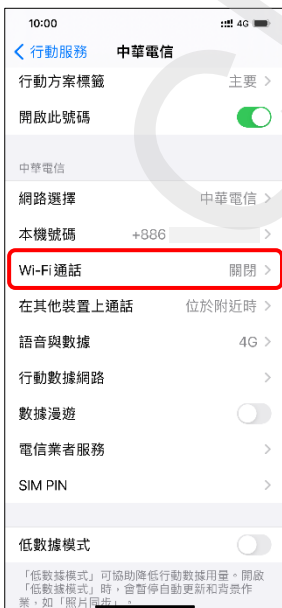 10:00 4G
行動服務 中華電信
行動方案標籤 主要
開啟此號碼
中華電信
網路選擇 中華電信
本機號碼 +886
Wi-Fi 通話 關閉
在其他裝置上通話 位於附近時
語音與數據 4G
行動數據網路
數據漫遊
電信業者服務
SIM PIN
低數據模式
「低數據模式」可協助降低行動數據用量。開啟
「低數據模式」時，會暫停自動更新和背景作
業，如「照片同步」。